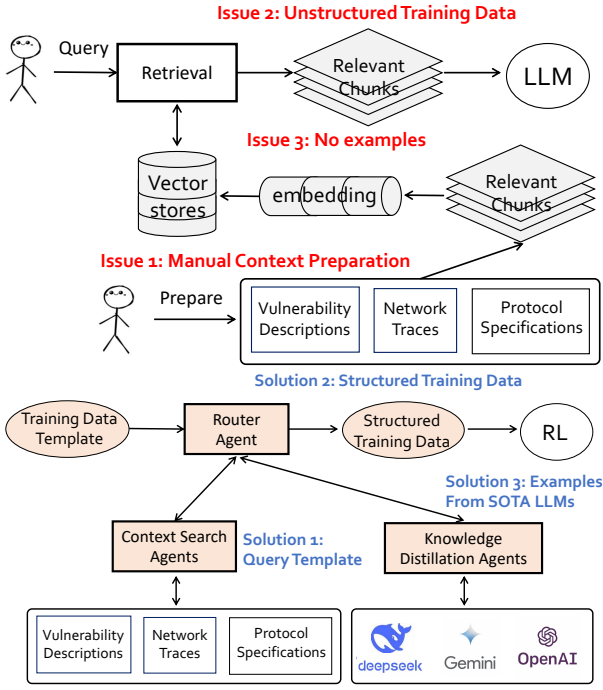 Issue 2: Unstructured Training Data
Query
Retrieval
Relevant
Chunks
LLM
Issue 3: No examples
Vector
stores
embedding
Relevant
Chunks
Issue 1: Manual Context Preparation
Prepare
Vulnerability
Descriptions
Network
Traces
Protocol
Specifications
Solution 2: Structured Training Data
Training Data
Template
Router
Agent
Structured
Training Data
RL
Solution 3: Examples
From SOTA LLMs
Context Search
Agents
Solution 1:
Query Template
Knowledge
Distillation Agents
Vulnerability
Descriptions
Network
Traces
Protocol
Specifications
deepseek
Gemini
OpenAI